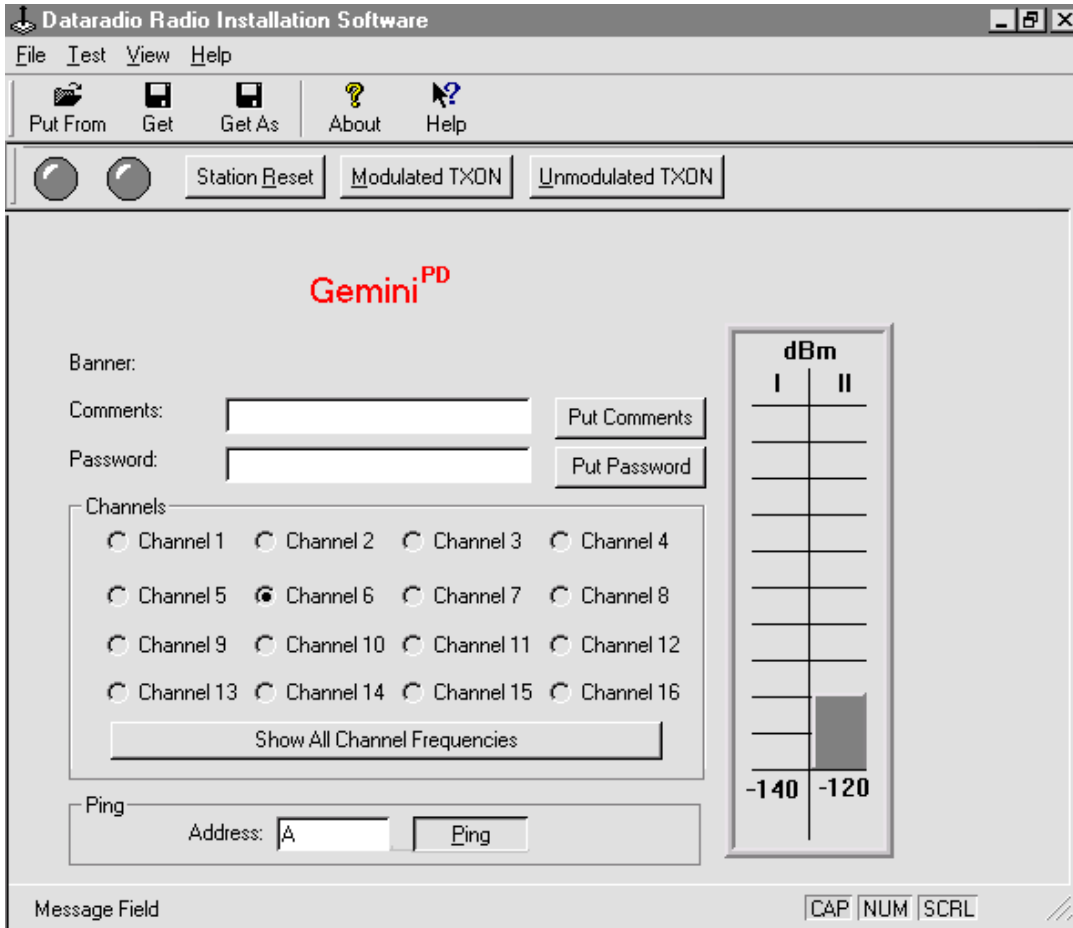 Dataradio Radio Installation Software
File Test View Help
Put From Get Get As About Help
Station Reset Modulated TXON Unmodulated TXON
Gemini PD
Banner:
Comments: Put Comments
Password: Put Password
Channels
Channel 1 Channel 2 Channel 3 Channel 4
Channel 5 Channel 6 Channel 7 Channel 8
Channel 9 Channel 10 Channel 11 Channel 12
Channel 13 Channel 14 Channel 15 Channel 16
Show All Channel Frequencies
Ping
Address: A Ping
dBm
I II
-140 -120
Message Field CAP NUM SCRL